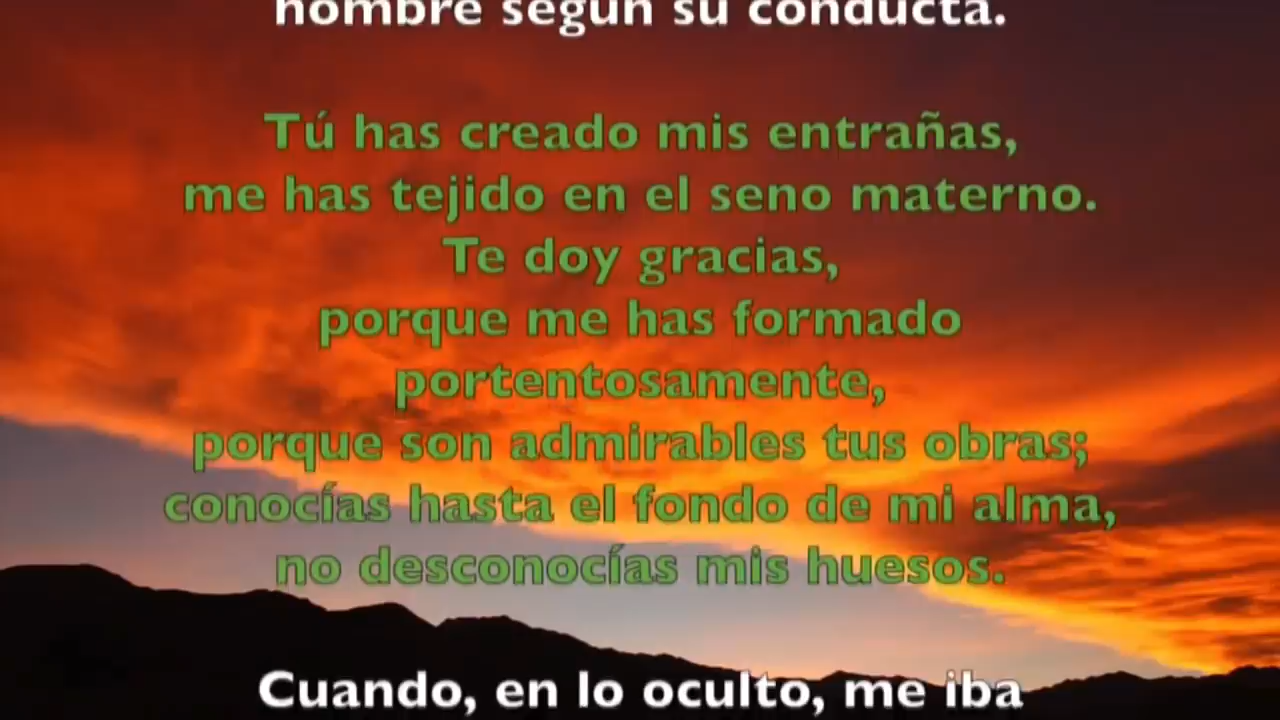 hombre según su conducta.
Tú has creado mis entrañas,
me has tejido en el seno materno.
Te doy gracias,
porque me has formado
portentosamente,
porque son admirables tus obras;
conocías hasta el fondo de mi alma,
no desconocías mis huesos.
Cuando, en lo oculto, me iba